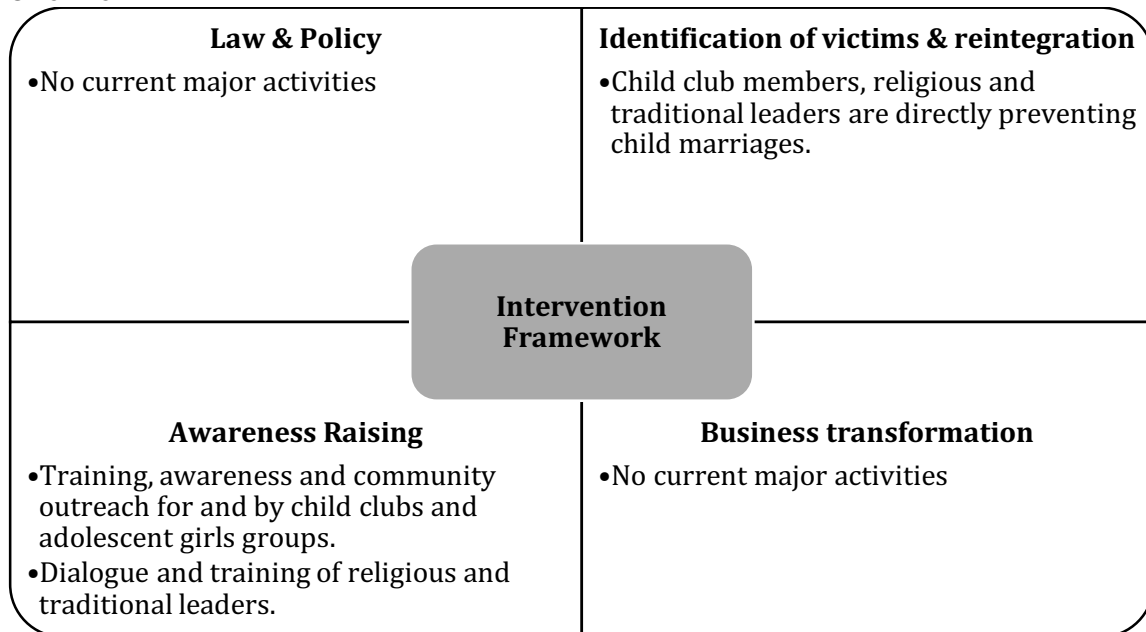 Law & Policy
•No current major activities
Identification of victims & reintegration
•Child club members, religious and
traditional leaders are directly preventing
child marriages.
Intervention
Framework
Awareness Raising
•Training, awareness and community
outreach for and by child clubs and
adolescent girls groups.
•Dialogue and training of religious and
traditional leaders.
Business transformation
•No current major activities